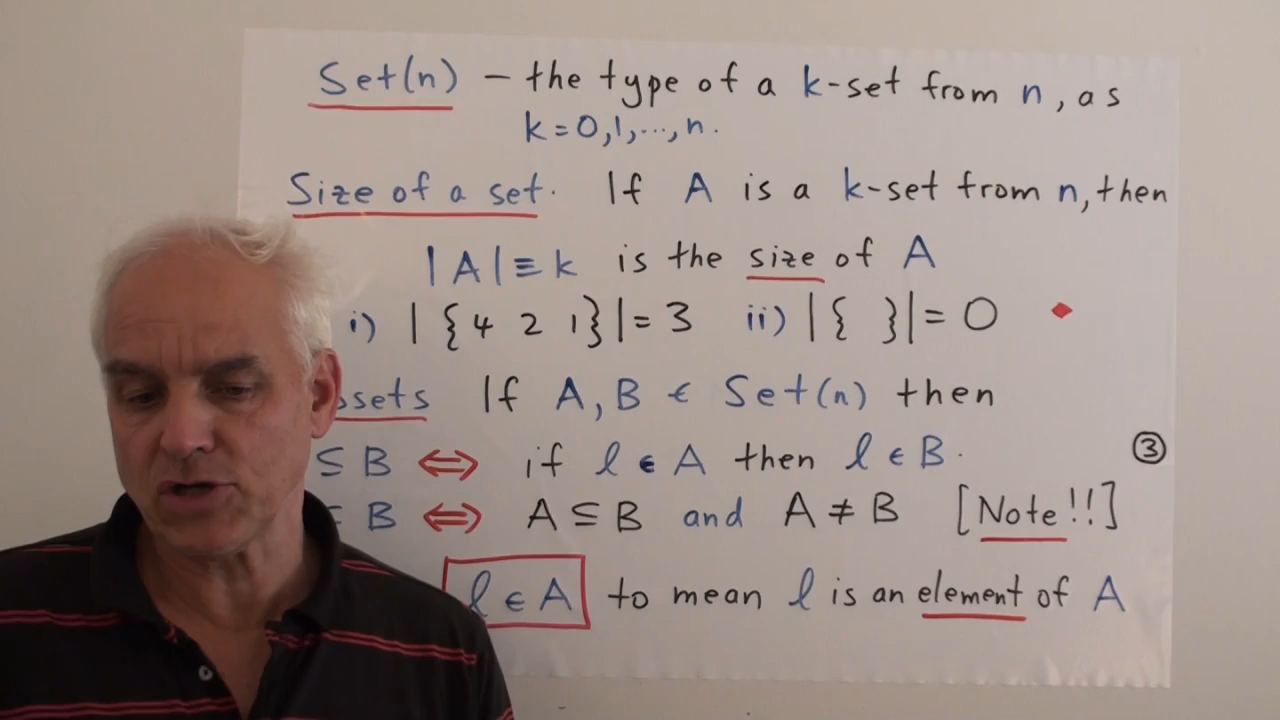 Set(n) – the type of a k-set from n, as
k = 0,1,...,n.
Size of a set. If A is a k-set from n, then
|A| ≡ k is the size of A
i) |{4 2 1}| = 3 ii) |{ }| = 0
If A, B ∈ Set(n) then
⊆ B ⇔ if l ∈ A then l ∈ B.
③
B ⇔ A ⊆ B and A ≠ B [Note!!]
l ∈ A to mean l is an element of A